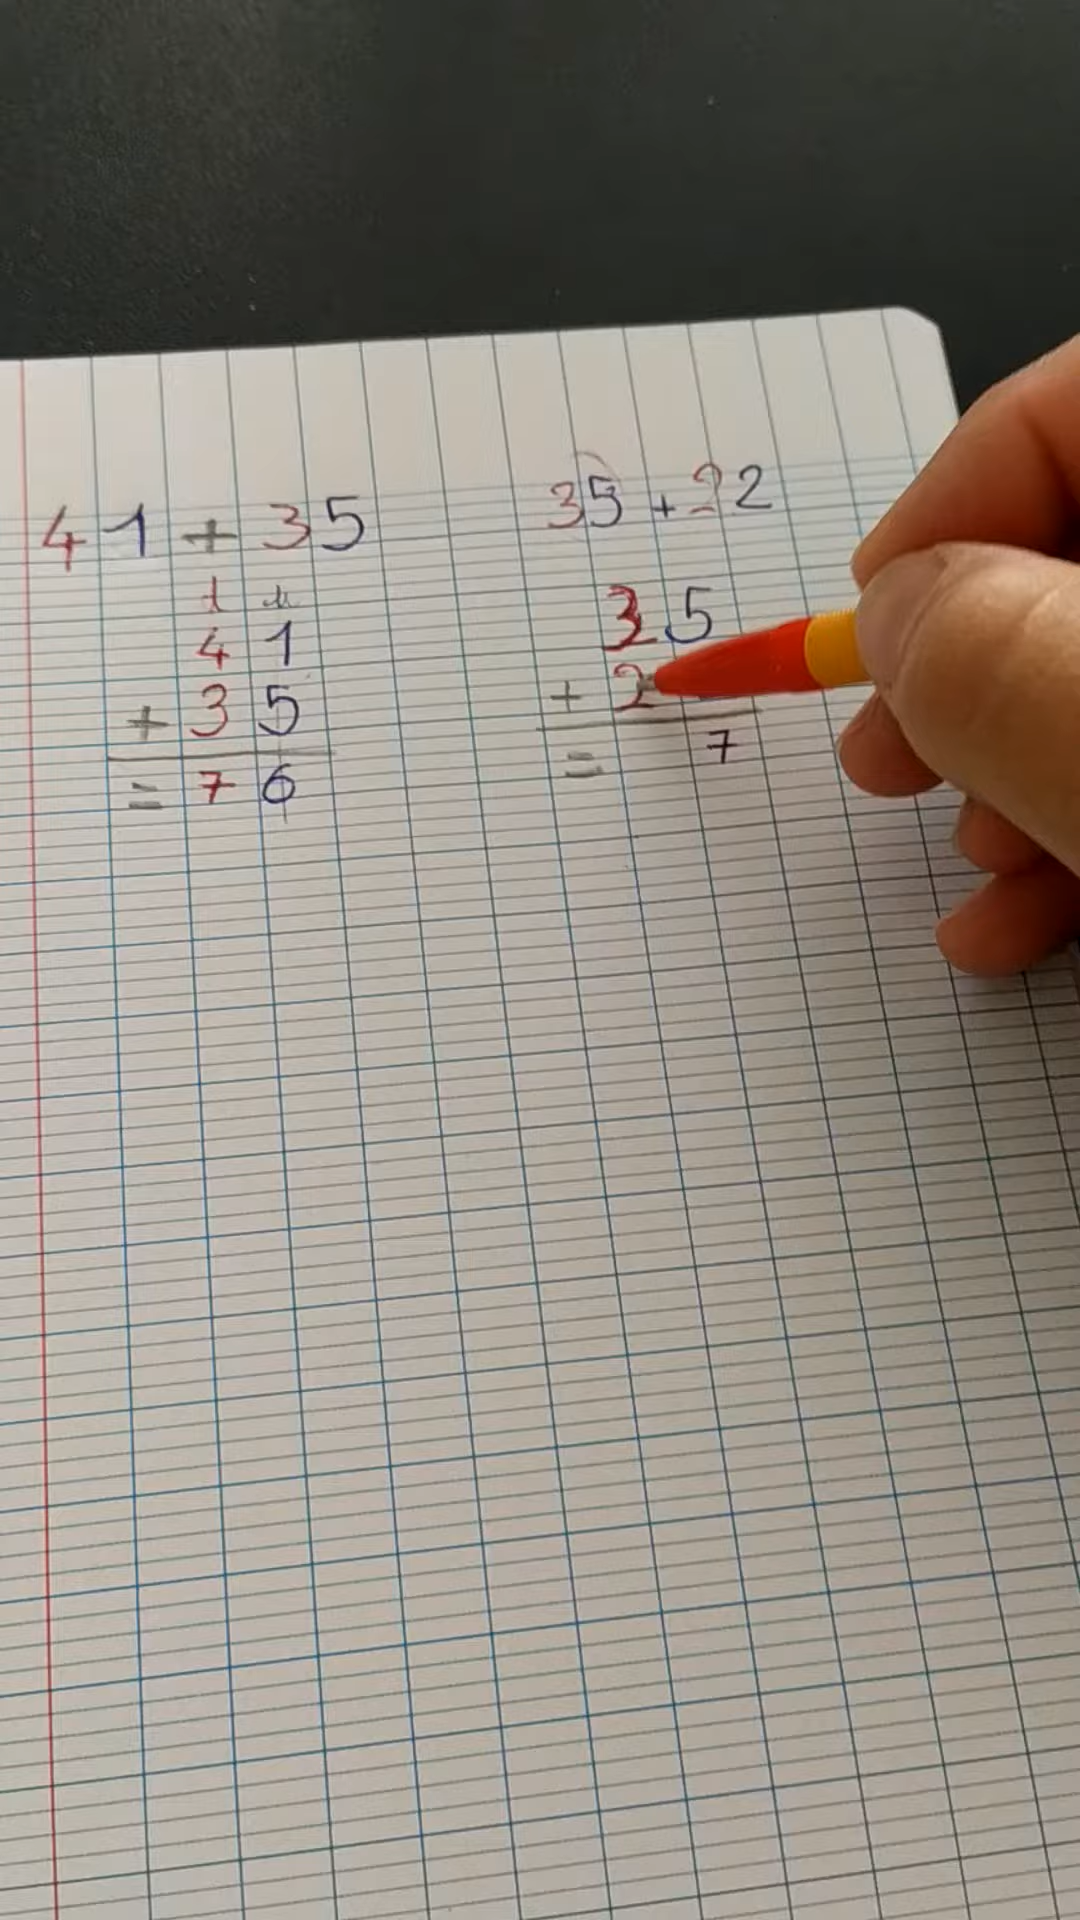 41 + 35
d u
41
+ 35
= 76
35 + 22
35
+ 2
= 7